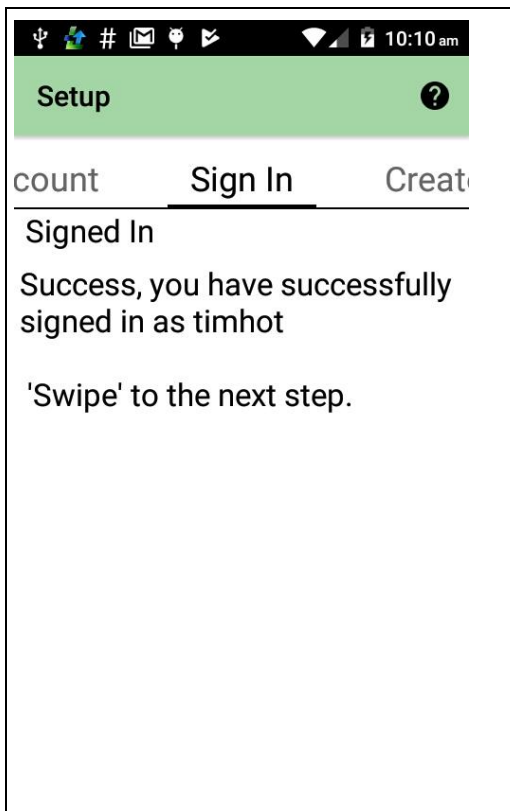 10:10 am
Setup
count Sign In Creat
Signed In
Success, you have successfully
signed in as timhot
'Swipe' to the next step.